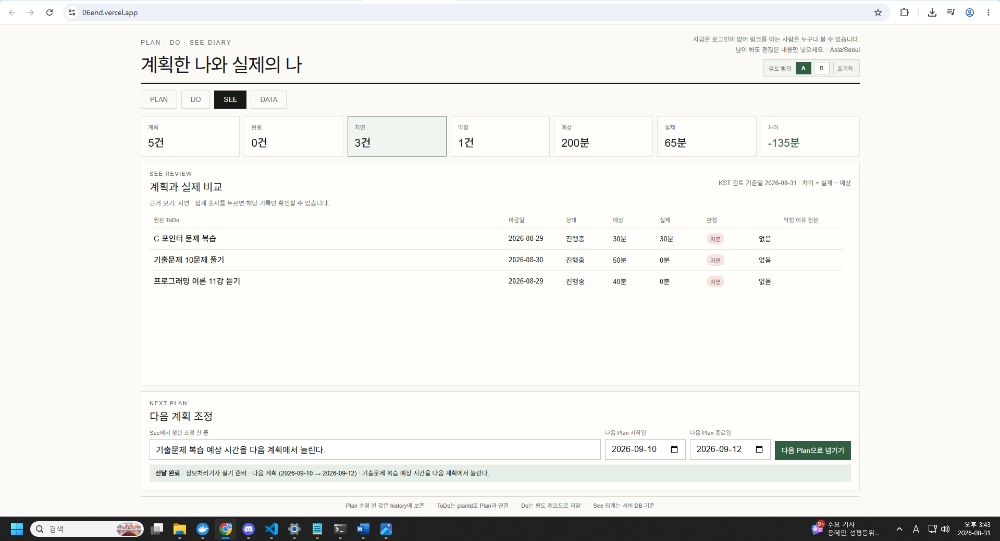 06end.vercel.app
PLAN · DO · SEE DIARY
계획한 나와 실제의 나
지금은 로그인이 없어 링크를 아는 사람은 누구나 볼 수 있습니다.
남이 봐도 괜찮은 내용만 넣으세요. · Asia/Seoul
검토 범위 A B 초기화
PLAN DO SEE DATA
계획 완료 지연 막힘 예상 실제 차이
5건 0건 3건 1건 200분 65분 -135분
SEE REVIEW
계획과 실제 비교
KST 검토 기준일 2026-08-31 · 차이 = 실제 − 예상
근거 보기: 지연 · 집계 숫자를 누르면 해당 기록만 확인할 수 있습니다.
원본 ToDo 마감일 상태 예상 실제 판정 막힌 이유 원본
C 포인터 문제 복습 2026-08-29 진행중 30분 30분 지연 없음
기출문제 10문제 풀기 2026-08-30 진행중 50분 0분 지연 없음
프로그래밍 이론 11강 듣기 2026-08-29 진행중 40분 0분 지연 없음
NEXT PLAN
다음 계획 조정
See에서 정한 조정 한 줄 다음 Plan 시작일 다음 Plan 종료일
기출문제 복습 예상 시간을 다음 계획에서 늘린다. 2026-09-10 2026-09-12 다음 Plan으로 넘기기
전달 완료 · 정보처리기사 실기 준비 · 다음 계획 (2026-09-10 → 2026-09-12) · 기출문제 복습 예상 시간을 다음 계획에서 늘린다.
Plan 수정 전 값은 history에 보존 ToDo는 planId로 Plan과 연결 Do는 별도 레코드로 저장 See 집계는 서버 DB 기준
검색
9+ 주요 기사
용혜인, 성평등위...
A
오후 3:43
2026-08-31